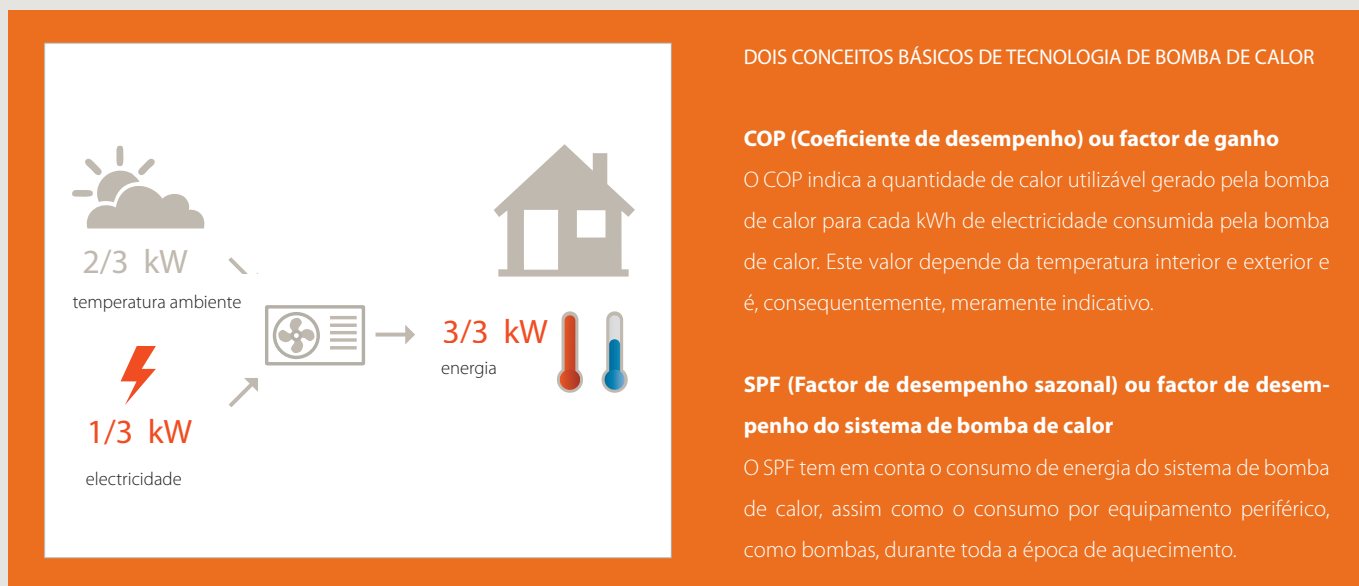 2/3 kW
temperatura ambiente
1/3 kW
electricidade
3/3 kW
energia
DOIS CONCEITOS BÁSICOS DE TECNOLOGIA DE BOMBA DE CALOR
COP (Coeficiente de desempenho) ou factor de ganho
O COP indica a quantidade de calor utilizável gerado pela bomba
de calor para cada kWh de electricidade consumida pela bomba
de calor. Este valor depende da temperatura interior e exterior e
é, consequentemente, meramente indicativo.
SPF (Factor de desempenho sazonal) ou factor de desem-
penho do sistema de bomba de calor
O SPF tem em conta o consumo de energia do sistema de bomba
de calor, assim como o consumo por equipamento periférico,
como bombas, durante toda a época de aquecimento.